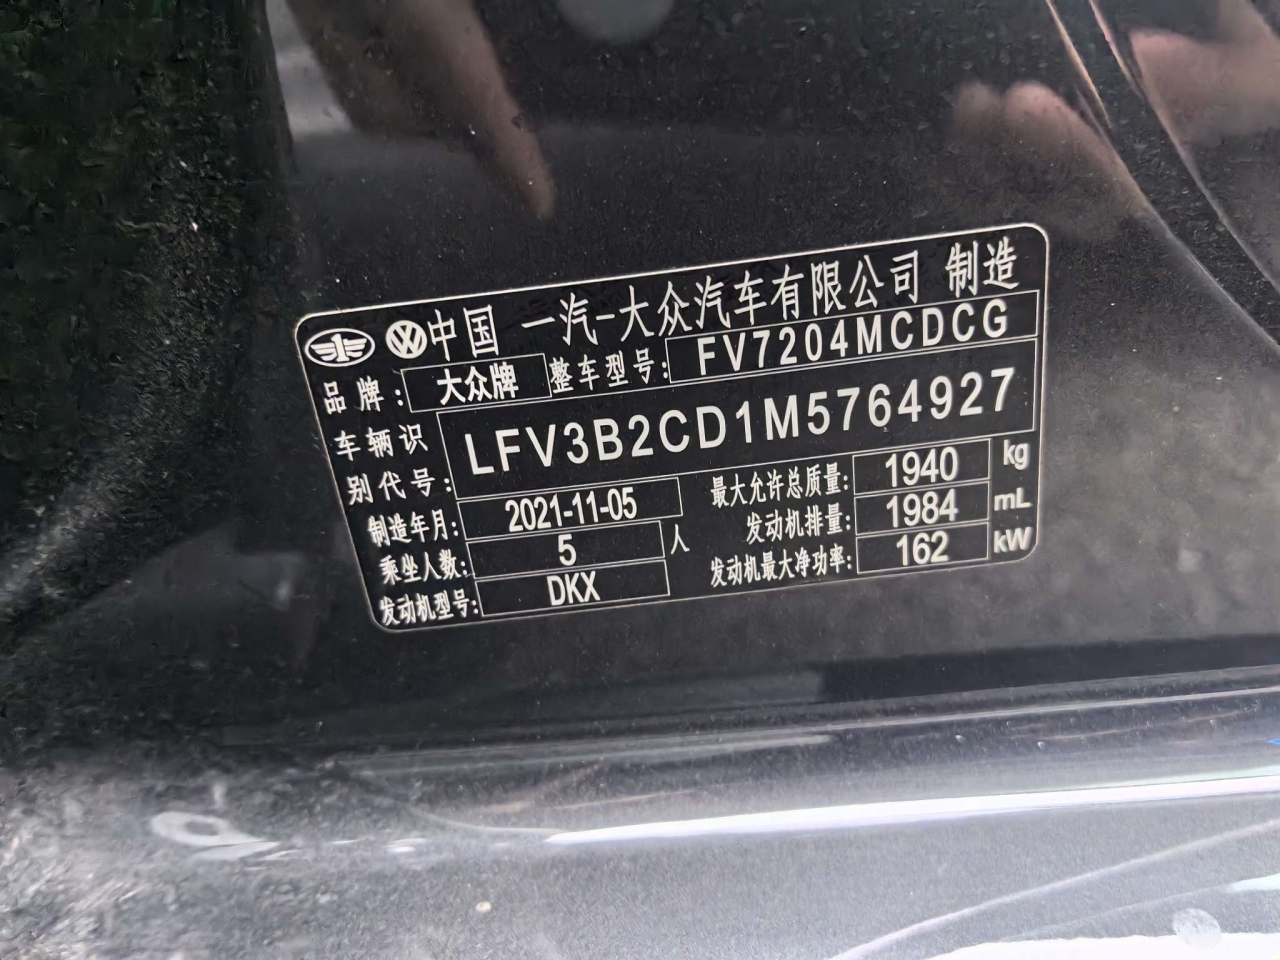 中国 一汽-大众汽车有限公司 制造
品牌: 大众牌 整车型号: FV7204MCDCG
车辆识别代号: LFV3B2CD1M5764927
制造年月: 2021-11-05 最大允许总质量: 1940 kg
乘坐人数: 5 人 发动机排量: 1984 mL
发动机型号: DKX 发动机最大净功率: 162 kW